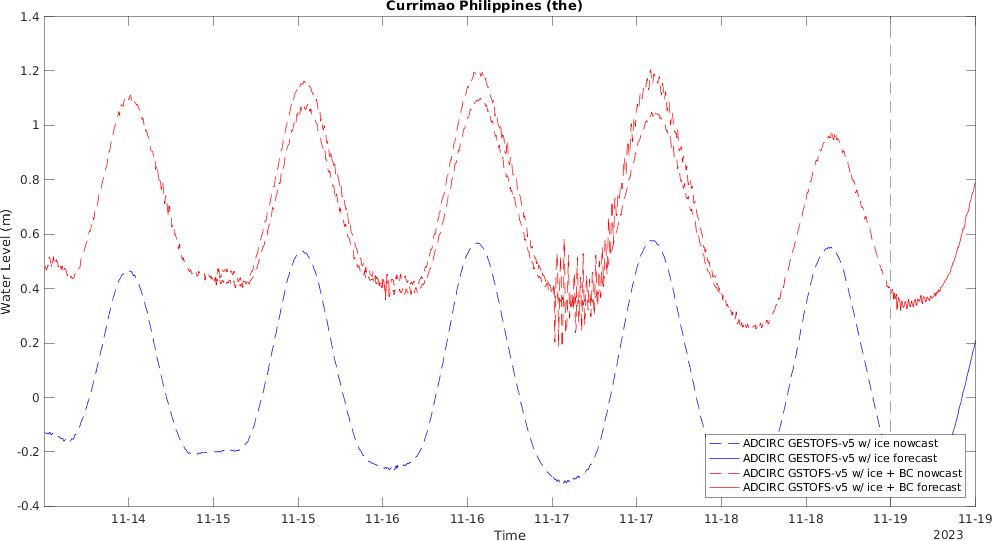 Currimao Philippines (the)
1.4
1.2
1
0.8
0.6
0.4
0.2
0
-0.2
-0.4
Water Level (m)
ADCIRC GESTOFS-v5 w/ ice nowcast
ADCIRC GESTOFS-v5 w/ ice forecast
ADCIRC GSTOFS-v5 w/ ice + BC nowcast
ADCIRC GSTOFS-v5 w/ ice + BC forecast
11-14 11-15 11-15 11-16 11-16 11-17 11-17 11-18 11-18 11-19 11-19
Time
2023